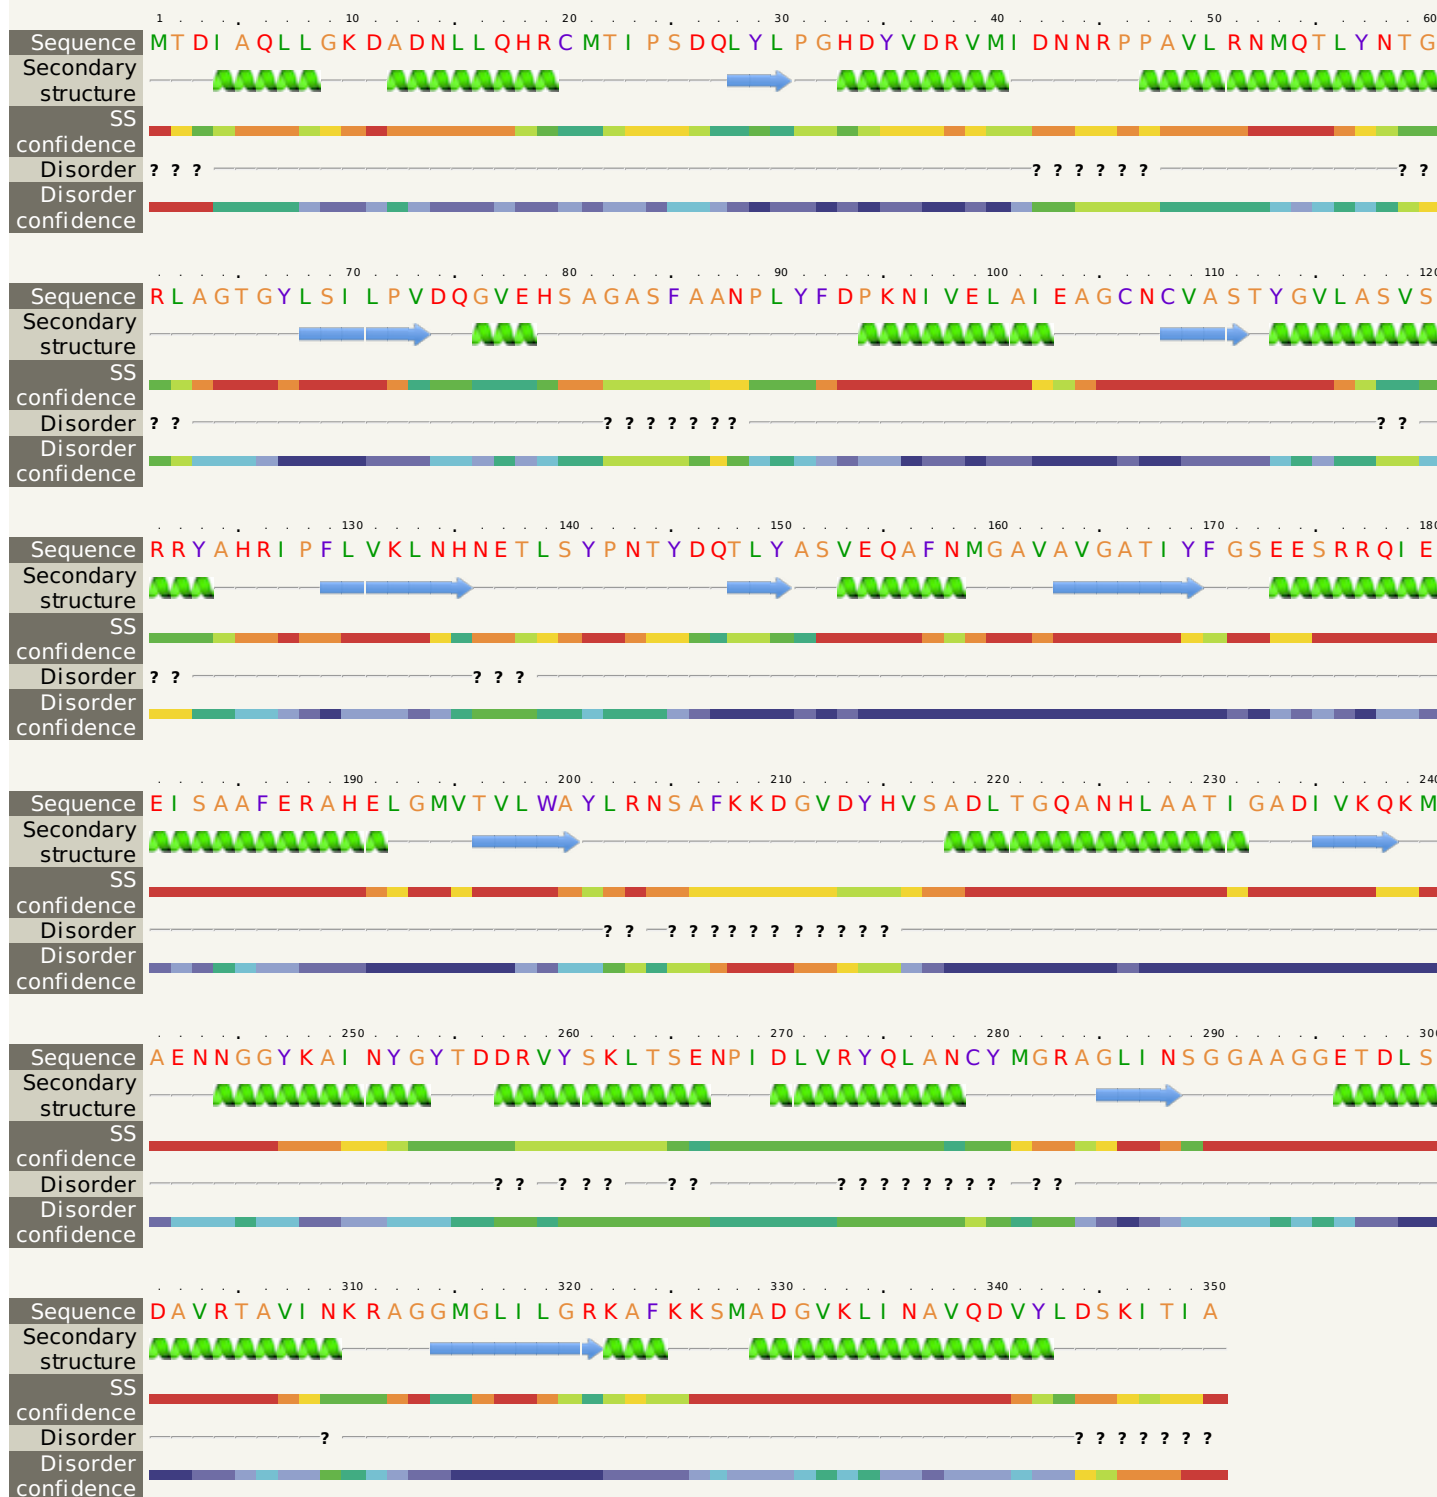 1 10 20 30 40 50 60
Sequence MTDIAQLLGKDADNLLQHRCMTIPSDQLYLPGHDYVDRVMIDNNRPPAVLRNMQTLYNTG
Secondary
structure
SS
confidence
Disorder ? ? ? ? ? ? ? ? ? ? ?
Disorder
confidence
70 80 90 100 110 120
Sequence RLAGTGYLSILPVDQGVEHSAGASFAANPLYFDPKNIVELAIEAGCNCVASTYGVLASVS
Secondary
structure
SS
confidence
Disorder ? ? ? ? ? ? ? ? ? ? ?
Disorder
confidence
130 140 150 160 170 180
Sequence RRYAHRIPFLVKLNHNETLSYPNTYDQTLYASVEQAFNMGAVAVGATIYFGSEESRRQIE
Secondary
structure
SS
confidence
Disorder ? ? ? ? ?
Disorder
confidence
190 200 210 220 230 240
Sequence EISAAFERAHELGMVTVLWAYLRNSAFKKDGVDYHVSADLTGQANHLAATIGADIVKQKM
Secondary
structure
SS
confidence
Disorder ? ? ? ? ? ? ? ? ? ? ? ? ?
Disorder
confidence
250 260 270 280 290 300
Sequence AENNGGYKAINYGYTDDRVYSKLTSENPIDLVRYQLANCYMGRAGLINSGGAAGGETDLS
Secondary
structure
SS
confidence
Disorder ? ? ? ? ? ? ? ? ? ? ? ? ? ? ? ? ?
Disorder
confidence
310 320 330 340 350
Sequence DAVRTAVINKRAGGMGLILGRKAFKKSMADGVKLINAVQDVYLDSKITIA
Secondary
structure
SS
confidence
Disorder ? ? ? ? ? ? ? ?
Disorder
confidence